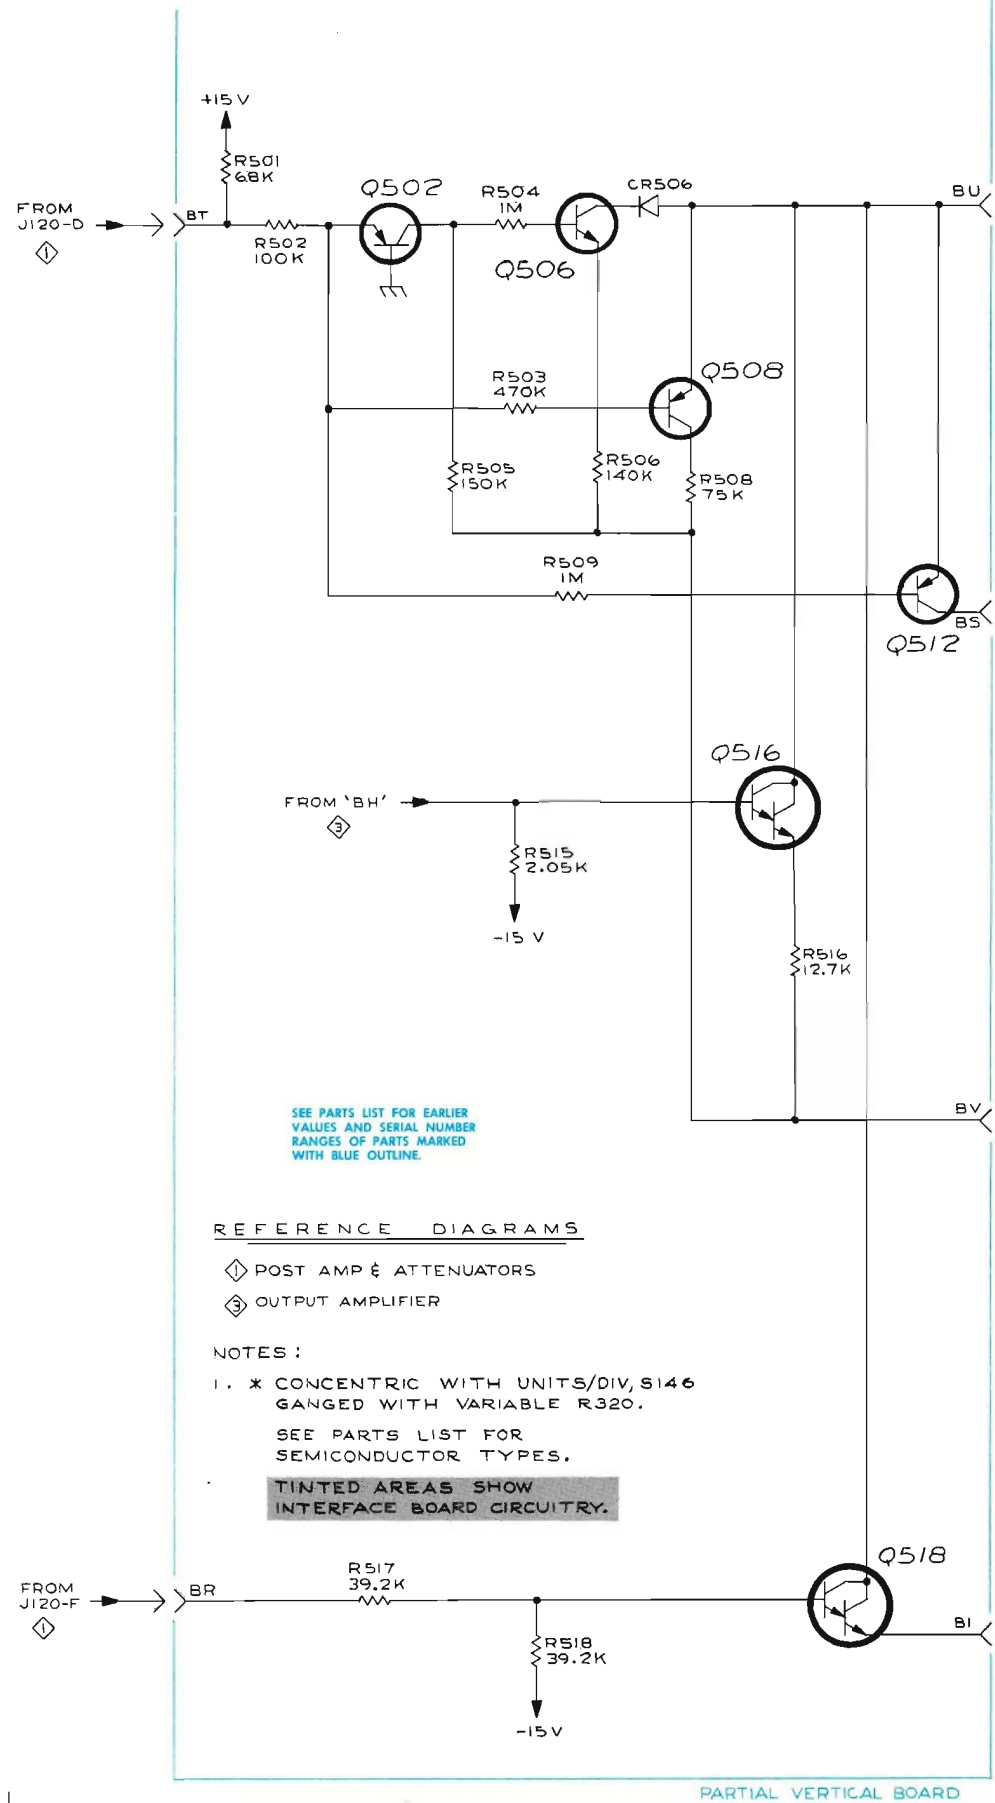 +15V
R501
68K
FROM
J120-D
1
BT
R502
100K
Q502
R504
1M
Q506
CR506
BU
R503
470K
Q508
R505
150K
R506
140K
R508
75K
R509
1M
BS
Q512
Q516
FROM 'BH'
3
R515
2.05K
-15 V
R516
12.7K
SEE PARTS LIST FOR EARLIER
VALUES AND SERIAL NUMBER
RANGES OF PARTS MARKED
WITH BLUE OUTLINE.
BV
REFERENCE DIAGRAMS
1 POST AMP & ATTENUATORS
3 OUTPUT AMPLIFIER
NOTES:
1. * CONCENTRIC WITH UNITS/DIV, S146
GANGED WITH VARIABLE R320.
SEE PARTS LIST FOR
SEMICONDUCTOR TYPES.
TINTED AREAS SHOW
INTERFACE BOARD CIRCUITRY.
Q518
FROM
J120-F
1
BR
R517
39.2K
R518
39.2K
-15V
BI
PARTIAL VERTICAL BOARD